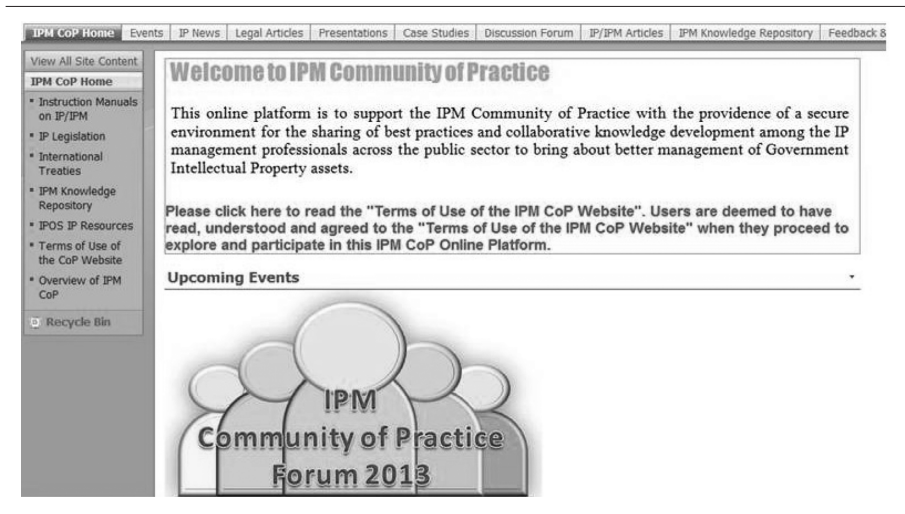 IPM CoP Home Events IP News Legal Articles Presentations Case Studies Discussion Forum IP/IPM Articles IPM Knowledge Repository Feedback &
View All Site Content
IPM CoP Home
Instruction Manuals
on IP/IPM
IP Legislation
International
Treaties
IPM Knowledge
Repository
IPOS IP Resources
Terms of Use of
the CoP Website
Overview of IPM
CoP
Recycle Bin
Welcome to IPM Community of Practice
This online platform is to support the IPM Community of Practice with the providence of a secure
environment for the sharing of best practices and collaborative knowledge development among the IP
management professionals across the public sector to bring about better management of Government
Intellectual Property assets.
Please click here to read the "Terms of Use of the IPM CoP Website". Users are deemed to have
read, understood and agreed to the "Terms of Use of the IPM CoP Website" when they proceed to
explore and participate in this IPM CoP Online Platform.
Upcoming Events
IPM
Community of Practice
Forum 2013